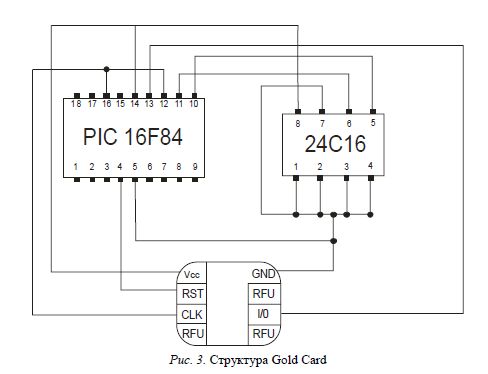 18 17 16 15 14 13 12 11 10
PIC 16F84
1 2 3 4 5 6 7 8 9
8 7 6 5
24C16
1 2 3 4
Vcc GND
RST RFU
CLK I/0
RFU RFU
Рис. 3. Структура Gold Card